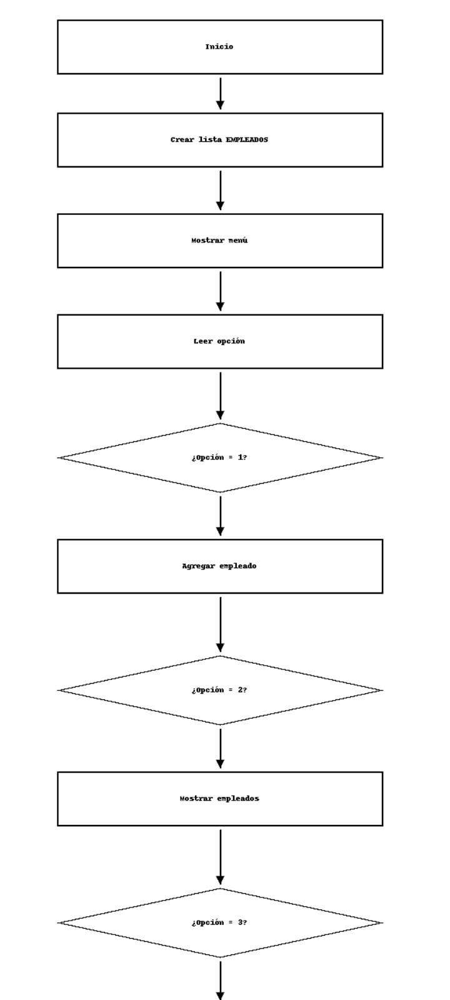 Inicio
Crear lista EMPLEADOS
Mostrar menú
Leer opción
¿Opción = 1?
Agregar empleado
¿Opción = 2?
Mostrar empleados
¿Opción = 3?